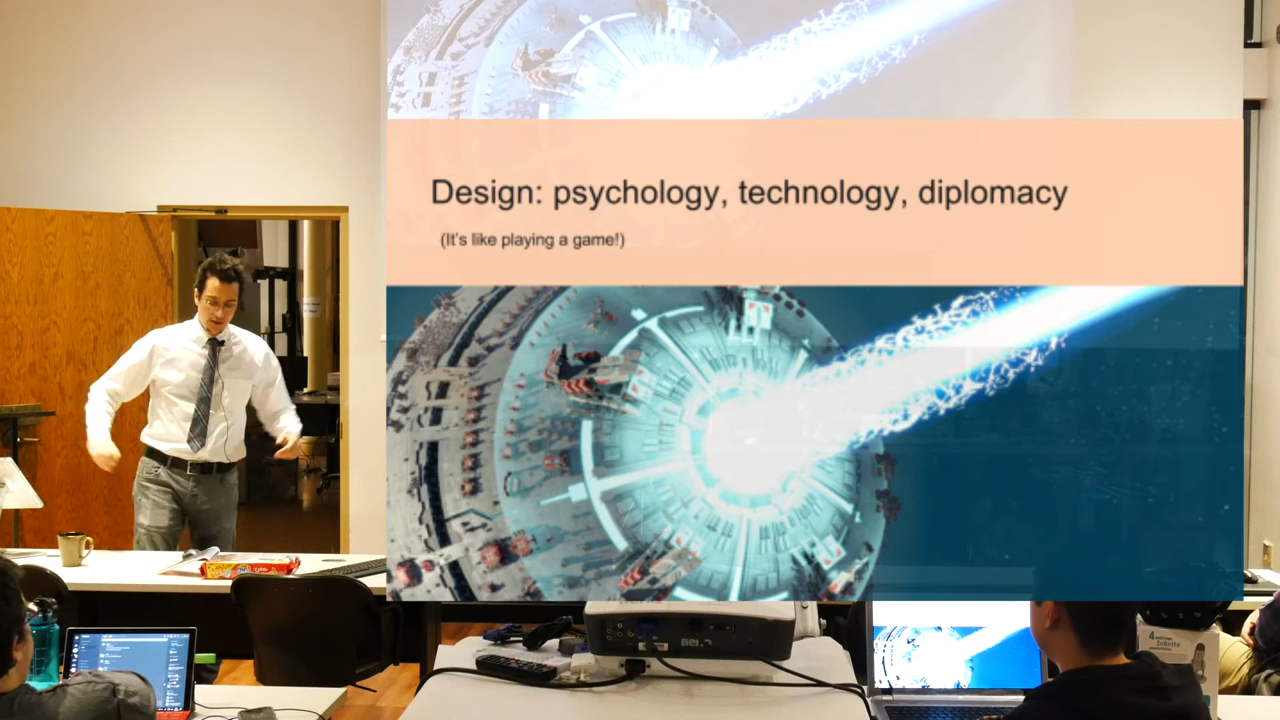 Design: psychology, technology, diplomacy
(It's like playing a game!)